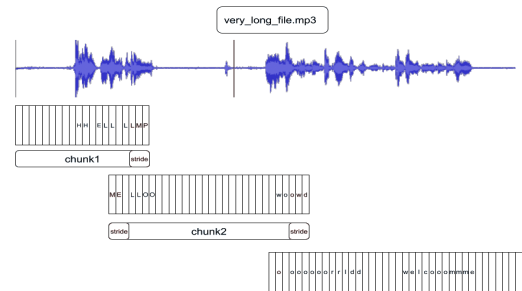 very_long_file.mp3
H H E L L L L M P
chunk1 stride
M E L L O O w o o w d
stride chunk2 stride
o o o o o o o r r l d d w e l c o o o m m m e